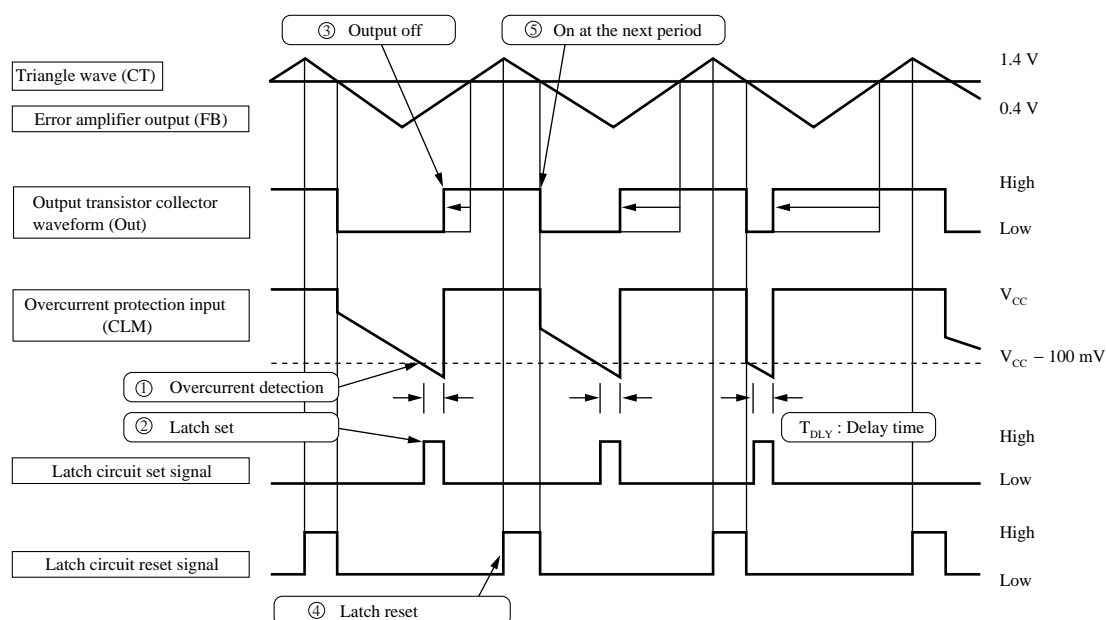 ③ Output off
⑤ On at the next period
Triangle wave (CT)
1.4 V
Error amplifier output (FB)
0.4 V
Output transistor collector
waveform (Out)
High
Low
Overcurrent protection input
(CLM)
VCC
VCC − 100 mV
① Overcurrent detection
② Latch set
TDLY : Delay time
Latch circuit set signal
High
Low
Latch circuit reset signal
High
Low
④ Latch reset